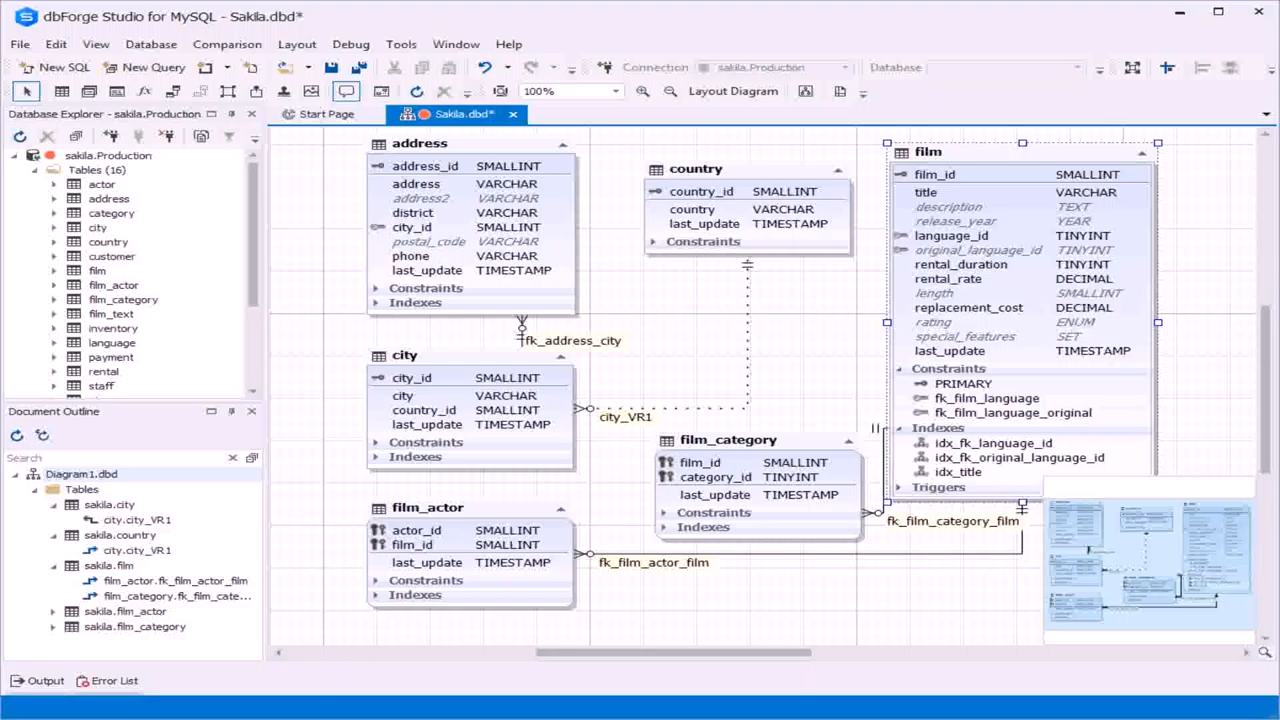 dbForge Studio for MySQL - Sakila.dbd*
File Edit View Database Comparison Layout Debug Tools Window Help
New SQL New Query Connection sakila.Production Database
fx 100% Layout Diagram
Database Explorer - sakila.Production
Start Page Sakila.dbd*
sakila.Production
Tables (16)
actor
address
category
city
country
customer
film
film_actor
film_category
film_text
inventory
language
payment
rental
staff
Document Outline
Search
Diagram1.dbd
Tables
sakila.city
city.city_VR1
sakila.country
city.city_VR1
sakila.film
film_actor.fk_film_actor_film
film_category.fk_film_cate...
sakila.film_actor
sakila.film_category
address
address_id SMALLINT
address VARCHAR
address2 VARCHAR
district VARCHAR
city_id SMALLINT
postal_code VARCHAR
phone VARCHAR
last_update TIMESTAMP
Constraints
Indexes
fk_address_city
city
city_id SMALLINT
city VARCHAR
country_id SMALLINT
last_update TIMESTAMP
Constraints
Indexes
city_VR1
film_actor
actor_id SMALLINT
film_id SMALLINT
last_update TIMESTAMP
Constraints
Indexes
fk_film_actor_film
country
country_id SMALLINT
country VARCHAR
last_update TIMESTAMP
Constraints
film_category
film_id SMALLINT
category_id TINYINT
last_update TIMESTAMP
Constraints
Indexes
fk_film_category_film
film
film_id SMALLINT
title VARCHAR
description TEXT
release_year YEAR
language_id TINYINT
original_language_id TINYINT
rental_duration TINYINT
rental_rate DECIMAL
length SMALLINT
replacement_cost DECIMAL
rating ENUM
special_features SET
last_update TIMESTAMP
Constraints
PRIMARY
fk_film_language
fk_film_language_original
Indexes
idx_fk_language_id
idx_fk_original_language_id
idx_title
Triggers
Output Error List